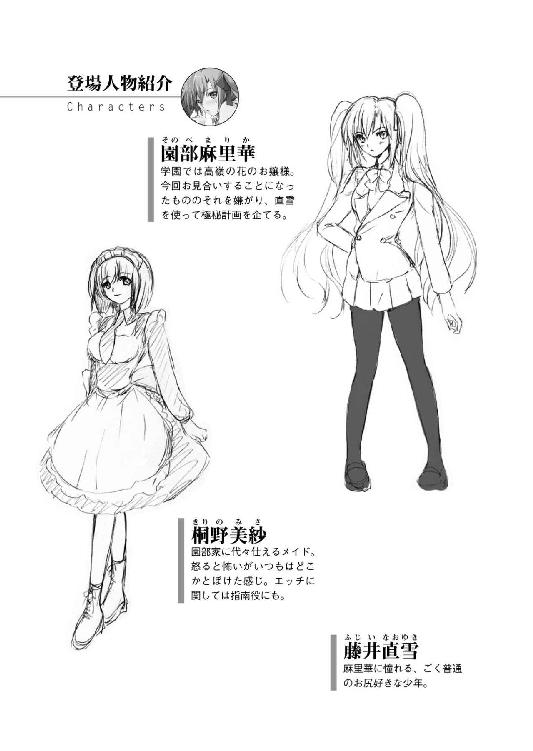 登場人物紹介
Characters
そのべまりか
園部麻里華
学園では高嶺の花のお嬢様。
今回お見合いすることになっ
たもののそれを嫌がり、直雪
を使って極秘計画を企てる。
きりのみさ
桐野美紗
園部家に代々仕えるメイド。
怒ると怖いがいつもはどこ
かとぼけた感じ。エッチに
関しては指南役にも。
ふじいなおゆき
藤井直雪
麻里華に憧れる、ごく普通
のお尻好きな少年。